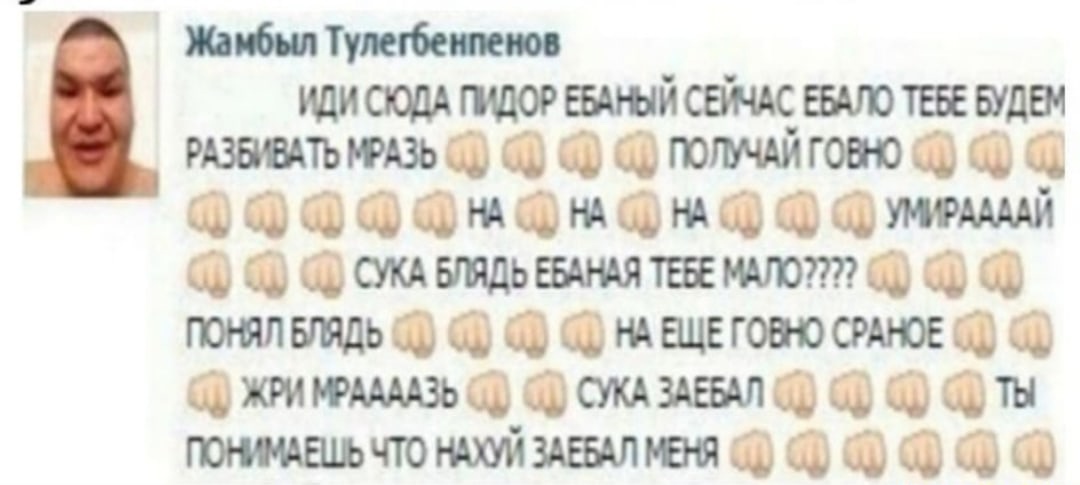 Жамбыл Тулегбенпенов
ИДИ СЮДА ПИДОР ЕБАНЫЙ СЕЙЧАС ЕБАЛО ТЕБЕ БУДЕМ
РАЗБИВАТЬ МРАЗЬ 👊🏻 👊🏻 👊🏻 👊🏻 ПОЛУЧАЙ ГОВНО 👊🏻 👊🏻 👊🏻
👊🏻 👊🏻 👊🏻 👊🏻 👊🏻 НА 👊🏻 НА 👊🏻 НА 👊🏻 👊🏻 👊🏻 УМИРААААЙ
👊🏻 👊🏻 👊🏻 СУКА БЛЯДЬ ЕБАНАЯ ТЕБЕ МАЛО???? 👊🏻 👊🏻 👊🏻
ПОНЯЛ БЛЯДЬ 👊🏻 👊🏻 👊🏻 👊🏻 НА ЕЩЕ ГОВНО СРАНОЕ 👊🏻 👊🏻
👊🏻 ЖРИ МРААААЗЬ 👊🏻 👊🏻 СУКА ЗАЕБАЛ 👊🏻 👊🏻 👊🏻 👊🏻 ТЫ
ПОНИМАЕШЬ ЧТО НАХУЙ ЗАЕБАЛ МЕНЯ 👊🏻 👊🏻 👊🏻 👊🏻 👊🏻 👊🏻